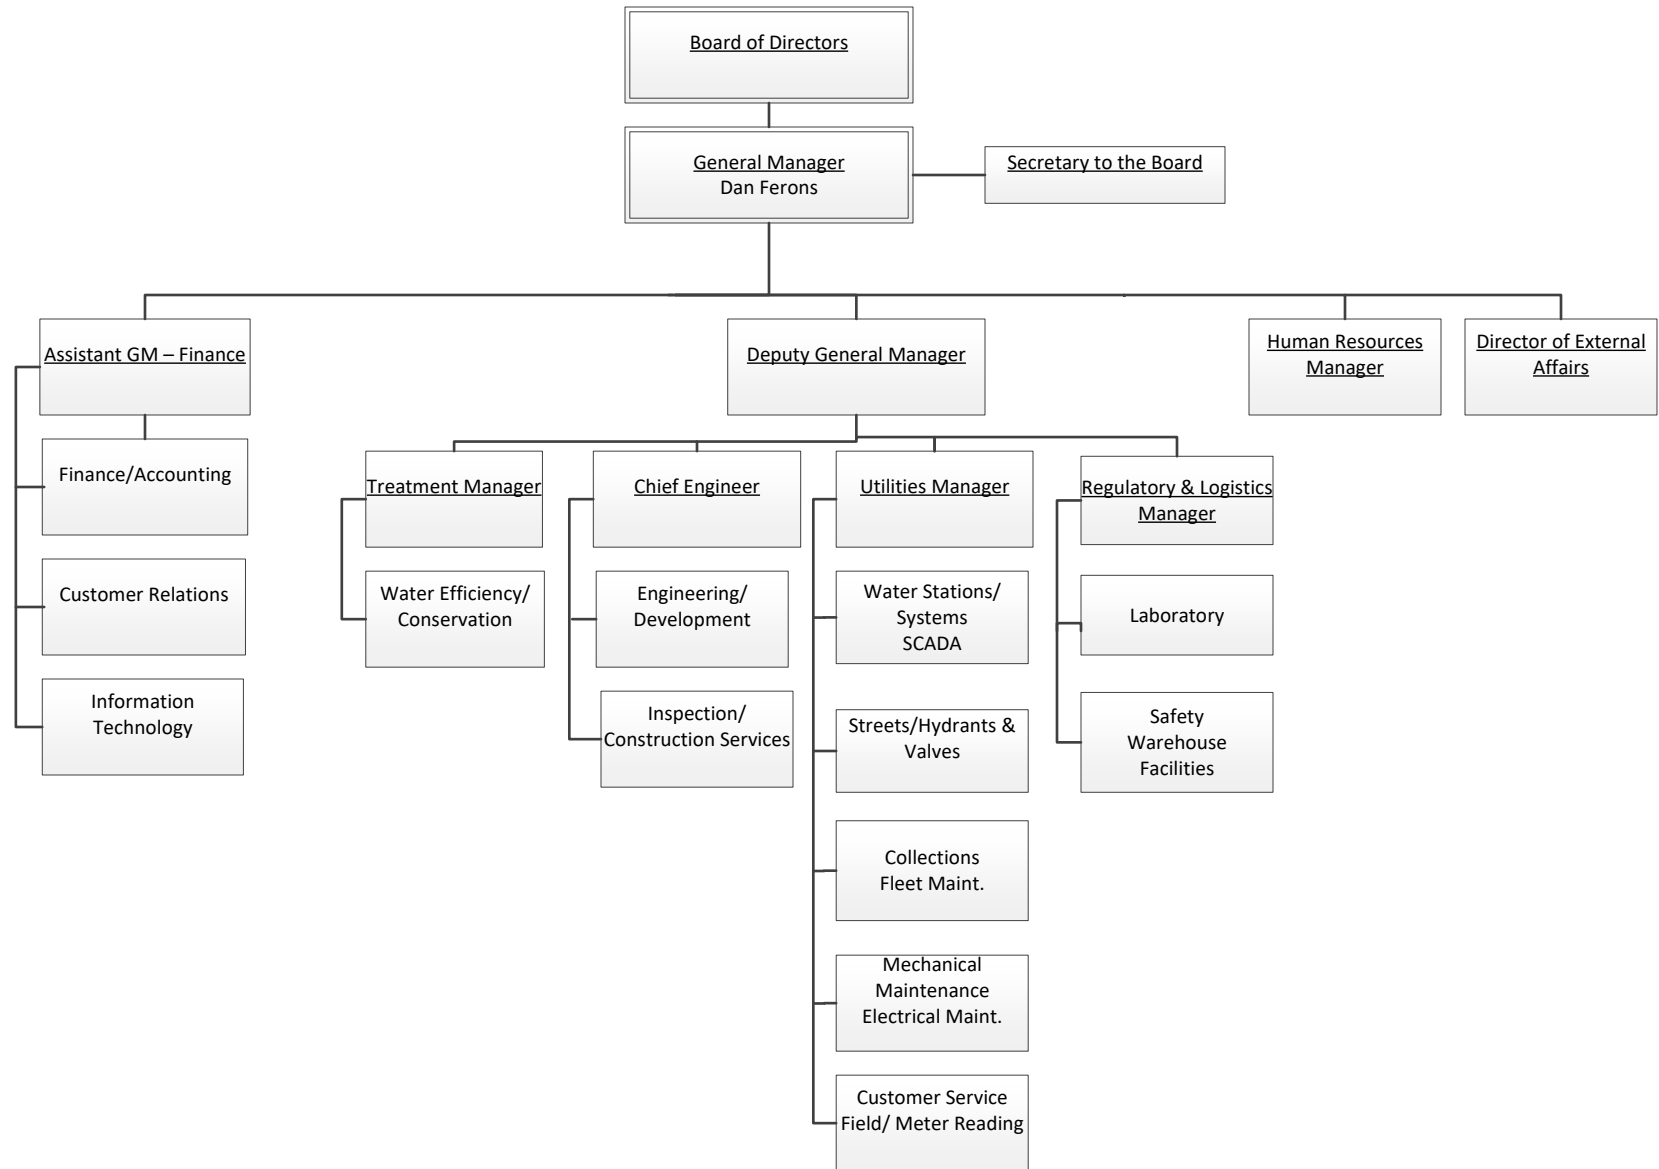 Board of Directors
General Manager
Dan Ferons
Secretary to the Board
Assistant GM – Finance
Deputy General Manager
Human Resources
Manager
Director of External
Affairs
Finance/Accounting
Customer Relations
Information
Technology
Treatment Manager
Water Efficiency/
Conservation
Chief Engineer
Engineering/
Development
Inspection/
Construction Services
Utilities Manager
Water Stations/
Systems
SCADA
Streets/Hydrants &
Valves
Collections
Fleet Maint.
Mechanical
Maintenance
Electrical Maint.
Customer Service
Field/ Meter Reading
Regulatory & Logistics
Manager
Laboratory
Safety
Warehouse
Facilities